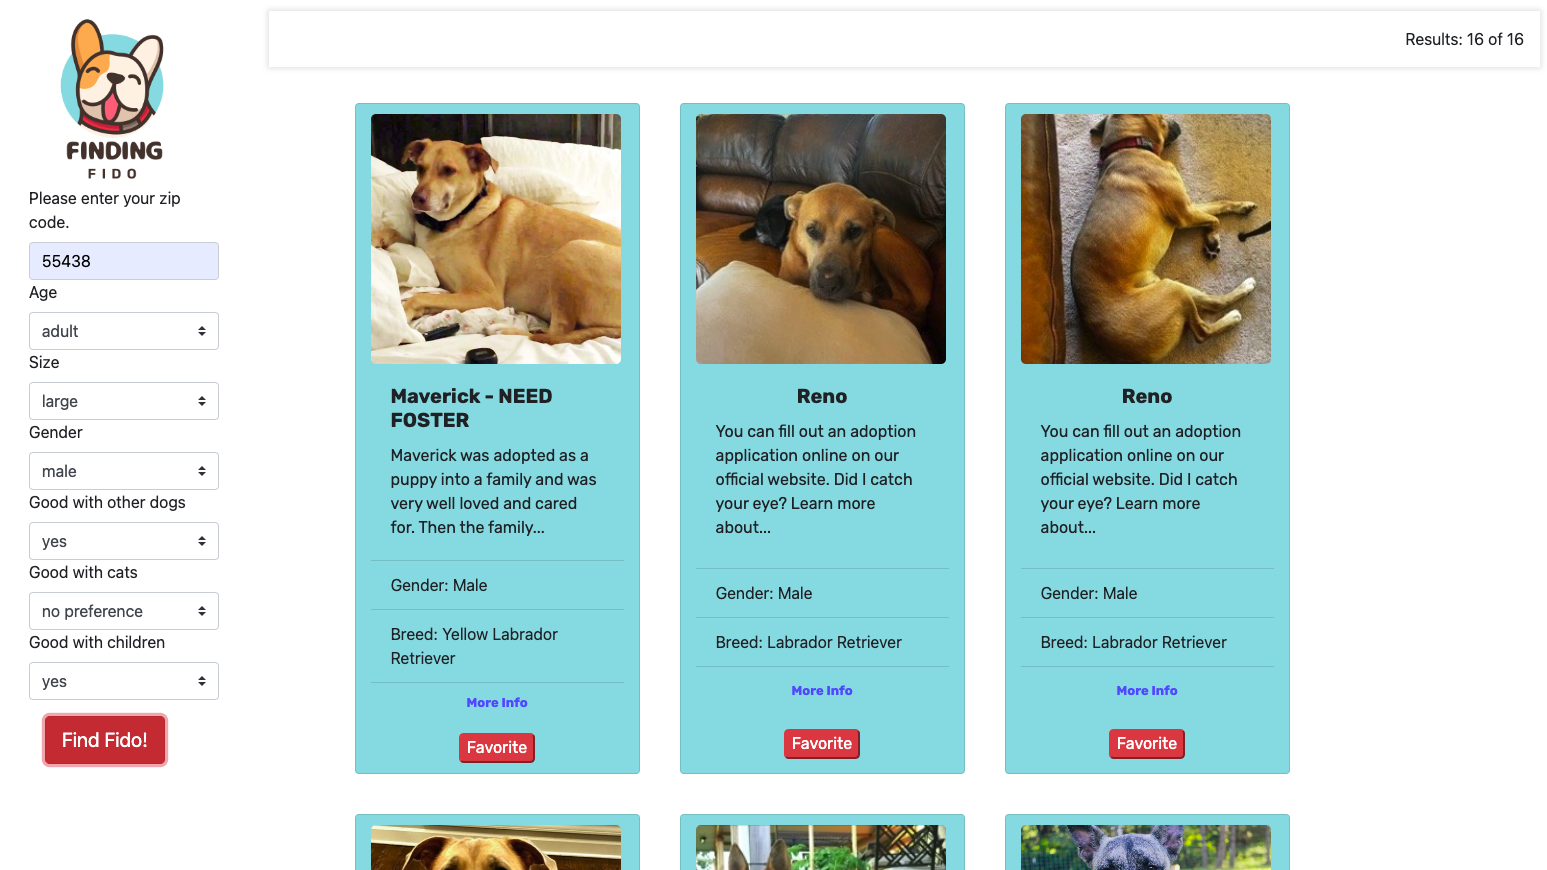 FINDING
FIDO
Please enter your zip
code.
55438
Age
adult
Size
large
Gender
male
Good with other dogs
yes
Good with cats
no preference
Good with children
yes
Find Fido!
Results: 16 of 16
Maverick - NEED
FOSTER
Maverick was adopted as a
puppy into a family and was
very well loved and cared
for. Then the family...
Gender: Male
Breed: Yellow Labrador
Retriever
More Info
Favorite
Reno
You can fill out an adoption
application online on our
official website. Did I catch
your eye? Learn more
about...
Gender: Male
Breed: Labrador Retriever
More Info
Favorite
Reno
You can fill out an adoption
application online on our
official website. Did I catch
your eye? Learn more
about...
Gender: Male
Breed: Labrador Retriever
More Info
Favorite